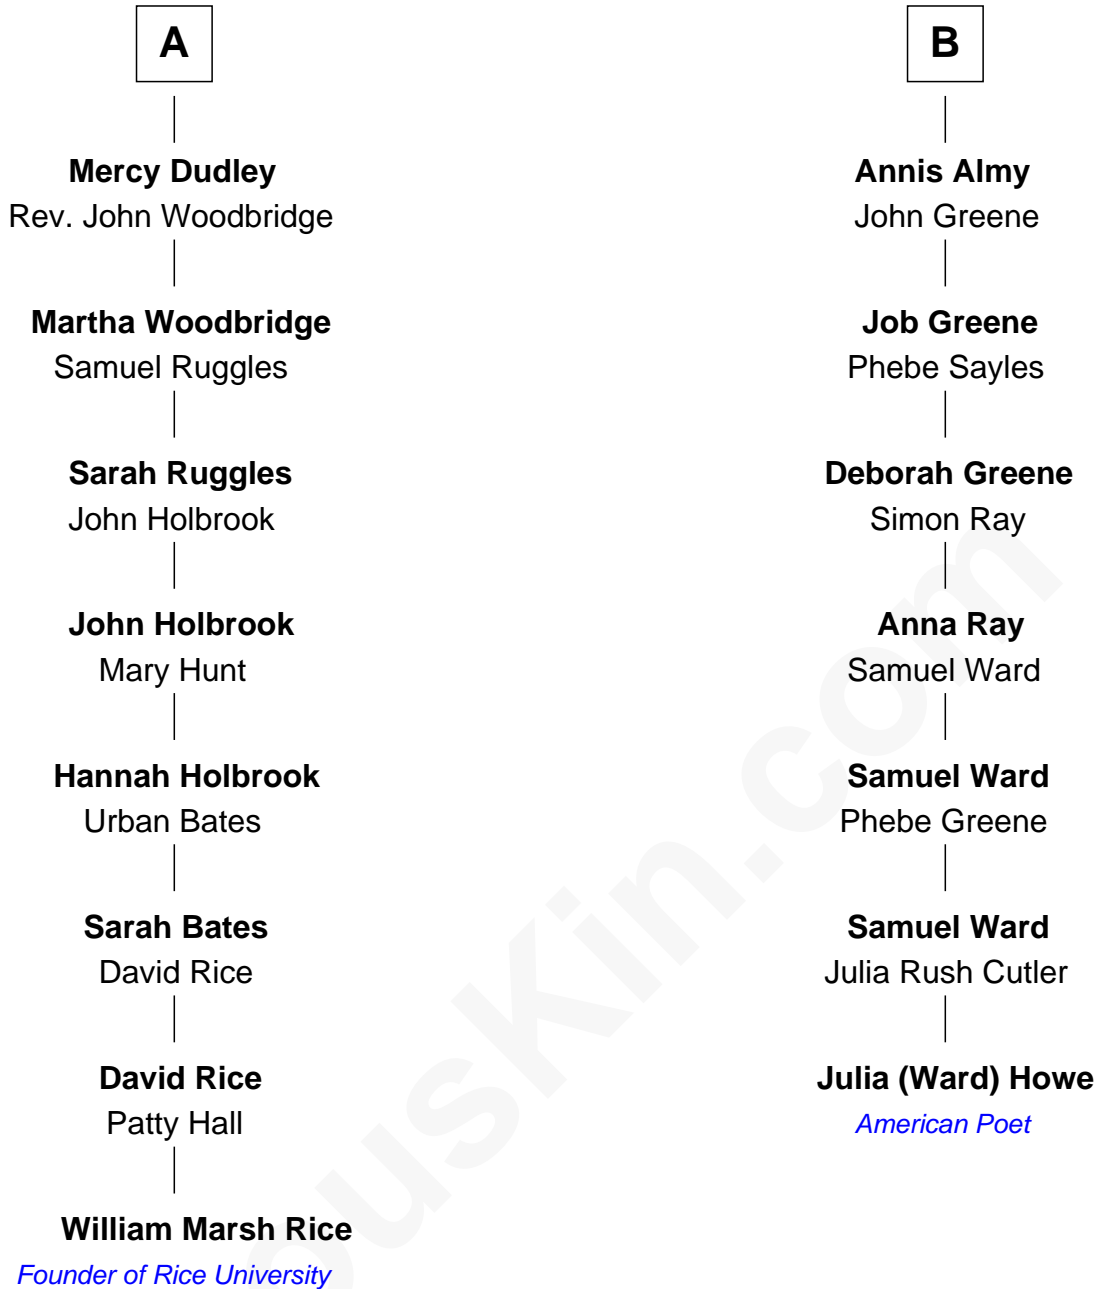 A
Mercy Dudley
Rev. John Woodbridge
Martha Woodbridge
Samuel Ruggles
Sarah Ruggles
John Holbrook
John Holbrook
Mary Hunt
Hannah Holbrook
Urban Bates
Sarah Bates
David Rice
David Rice
Patty Hall
William Marsh Rice
Founder of Rice University
B
Annis Almy
John Greene
Job Greene
Phebe Sayles
Deborah Greene
Simon Ray
Anna Ray
Samuel Ward
Samuel Ward
Phebe Greene
Samuel Ward
Julia Rush Cutler
Julia (Ward) Howe
American Poet
ousKin.com